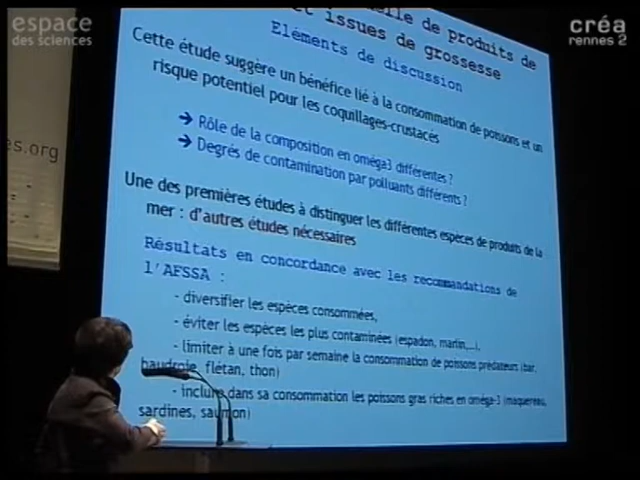 espace
des sciences
créa
rennes 2
elle de produits de
et issues de grossesse
Eléments de discussion
Cette étude suggère un bénéfice lié à la consommation de poissons et un
risque potentiel pour les coquillages-crustacés
→ Rôle de la composition en oméga3 différentes ?
→ Degrés de contamination par polluants différents ?
es.org
Une des premières études à distinguer les différentes espèces de produits de la
mer : d'autres études nécessaires
Résultats en concordance avec les recommandations de
l'AFSSA :
- diversifier les espèces consommées,
- éviter les espèces les plus contaminées (espadon, marlin,...),
- limiter à une fois par semaine la consommation de poissons prédateurs (bar,
baudroie, flétan, thon)
- inclure dans sa consommation les poissons gras riches en oméga-3 (maquereau,
sardines, saumon)